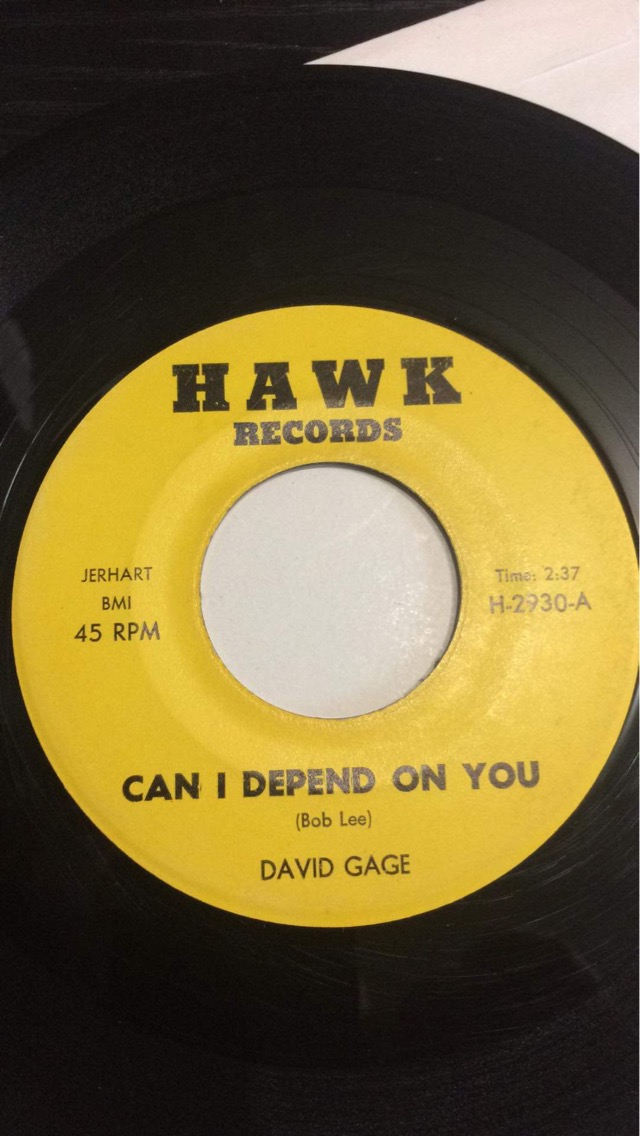 HAWK
RECORDS
JERHART
BMI
45 RPM
Time: 2:37
H-2930-A
CAN I DEPEND ON YOU
(Bob Lee)
DAVID GAGE